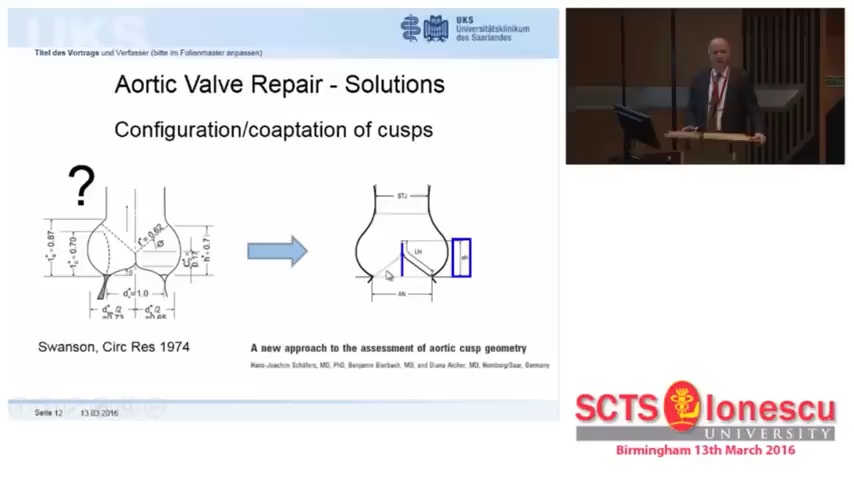 UKS
UKS
Universitätsklinikum
des Saarlandes
Titel des Vortrags und Verfasser (bitte im Folienmaster anpassen)
Aortic Valve Repair - Solutions
Configuration/coaptation of cusps
?
STJ
LH
eH
AN
Swanson, Circ Res 1974
A new approach to the assessment of aortic cusp geometry
Hans-Joachim Schäfers, MD, PhD, Benjamin Bierbach, MD, and Diana Aicher, MD, Homburg/Saar, Germany
Seite 12 13.03.2016
SCTS Ionescu
UNIVERSITY
Birmingham 13th March 2016